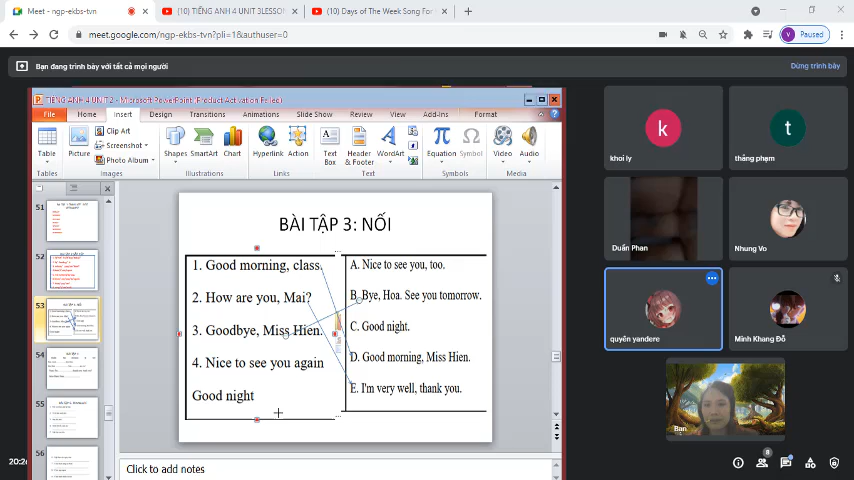 Meet - ngp-ekbs-tvn
(10) TIẾNG ANH 4 UNIT 3LESSON
(10) Days of The Week Song For
meet.google.com/ngp-ekbs-tvn?pli=1&authuser=0
Paused
Bạn đang trình bày với tất cả mọi người
Dừng trình bày
TIẾNG ANH 4 UNIT 2 - Microsoft PowerPoint (Product Activation Failed)
File Home Insert Design Transitions Animations Slide Show Review View Add-Ins Format
Table
Picture
Clip Art
Screenshot
Photo Album
Shapes
SmartArt
Chart
Hyperlink
Action
Text Box
Header & Footer
WordArt
Equation
Symbol
Video
Audio
Tables
Images
Illustrations
Links
Text
Symbols
Media
51
52
53
54
55
56
BÀI TẬP 3: NỐI
1. Good morning, class.
2. How are you, Mai?
3. Goodbye, Miss Hien.
4. Nice to see you again
Good night
A. Nice to see you, too.
B. Bye, Hoa. See you tomorrow.
C. Good night.
D. Good morning, Miss Hien.
E. I'm very well, thank you.
Click to add notes
k
khoi ly
t
thắng phạm
Duẩn Phan
Nhung Vo
quyên yandere
Minh Khang Đỗ
Bạn
8